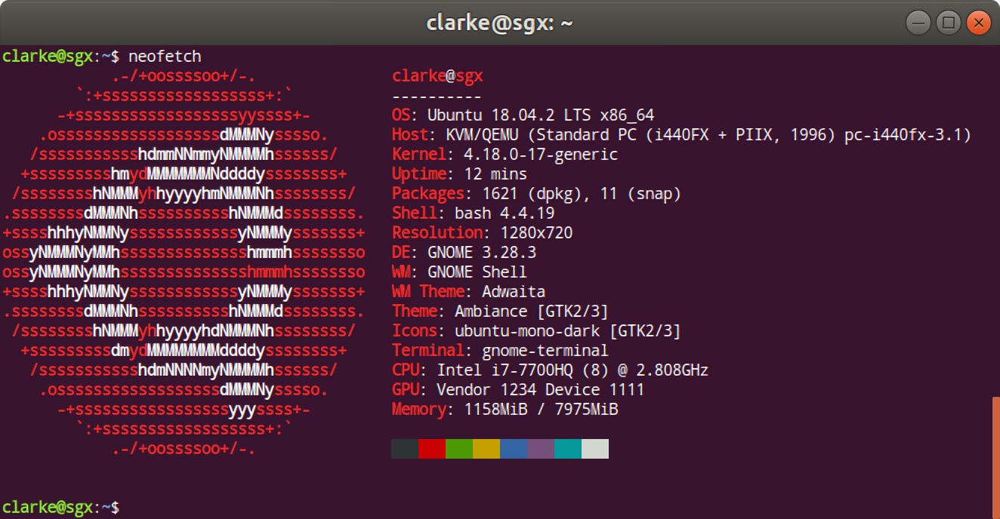 clarke@sgx: ~
clarke@sgx:~$ neofetch
.-/+oossssoo+/-.
`:+ssssssssssssssssss+:`
-+ssssssssssssssssssyyssss+-
.ossssssssssssssssssdMMMNysssso.
/ssssssssssshdmmNNmmyNMMMMhssssss/
+ssssssssshmydMMMMMMMNddddyssssssss+
/sssssssshNMMMyhhyyyyhmNMMMNhssssssss/
.ssssssssdMMMNhsssssssssshNMMMdssssssss.
+sssshhhyNMMNyssssssssssssyNMMMysssssss+
ossyNMMMNyMMhsssssssssssssshmmmhssssssso
ossyNMMMNyMMhsssssssssssssshmmmhssssssso
+sssshhhyNMMNyssssssssssssyNMMMysssssss+
.ssssssssdMMMNhsssssssssshNMMMdssssssss.
/sssssssshNMMMyhhyyyyhdNMMMNhssssssss/
+sssssssssdmydMMMMMMMMddddyssssssss+
/ssssssssssshdmNNNNmyNMMMMhssssss/
.ossssssssssssssssssdMMMNysssso.
-+sssssssssssssssssyyyssss+-
`:+ssssssssssssssssss+:`
.-/+oossssoo+/-.
clarke@sgx
----------
OS: Ubuntu 18.04.2 LTS x86_64
Host: KVM/QEMU (Standard PC (i440FX + PIIX, 1996) pc-i440fx-3.1)
Kernel: 4.18.0-17-generic
Uptime: 12 mins
Packages: 1621 (dpkg), 11 (snap)
Shell: bash 4.4.19
Resolution: 1280x720
DE: GNOME 3.28.3
WM: GNOME Shell
WM Theme: Adwaita
Theme: Ambiance [GTK2/3]
Icons: ubuntu-mono-dark [GTK2/3]
Terminal: gnome-terminal
CPU: Intel i7-7700HQ (8) @ 2.808GHz
GPU: Vendor 1234 Device 1111
Memory: 1158MiB / 7975MiB
clarke@sgx:~$